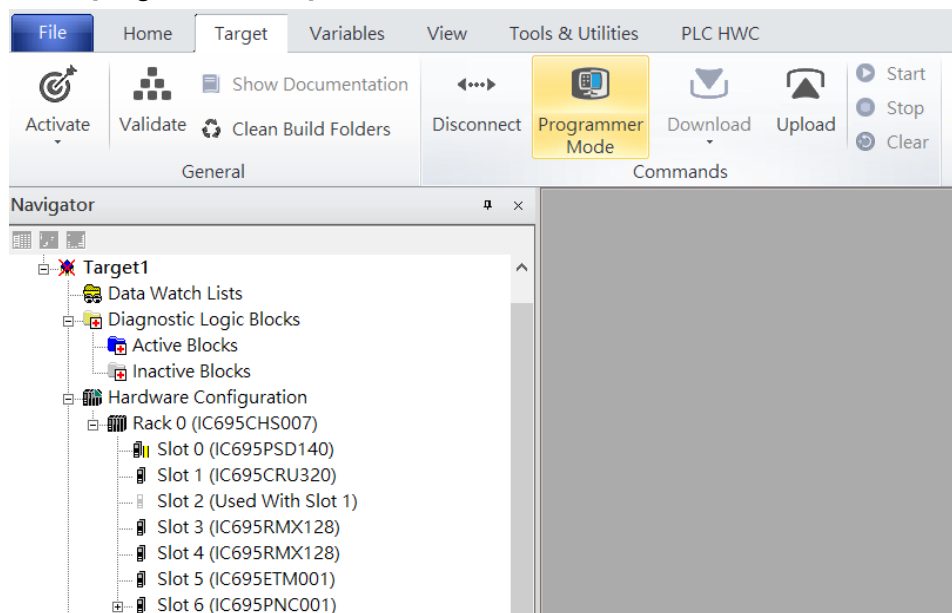 File Home Target Variables View Tools & Utilities PLC HWC
Activate Validate Show Documentation Disconnect Programmer Mode Download Upload Start
Clean Build Folders Stop
Clear
General Commands
Navigator
Target1
Data Watch Lists
Diagnostic Logic Blocks
Active Blocks
Inactive Blocks
Hardware Configuration
Rack 0 (IC695CHS007)
Slot 0 (IC695PSD140)
Slot 1 (IC695CRU320)
Slot 2 (Used With Slot 1)
Slot 3 (IC695RMX128)
Slot 4 (IC695RMX128)
Slot 5 (IC695ETM001)
Slot 6 (IC695PNC001)